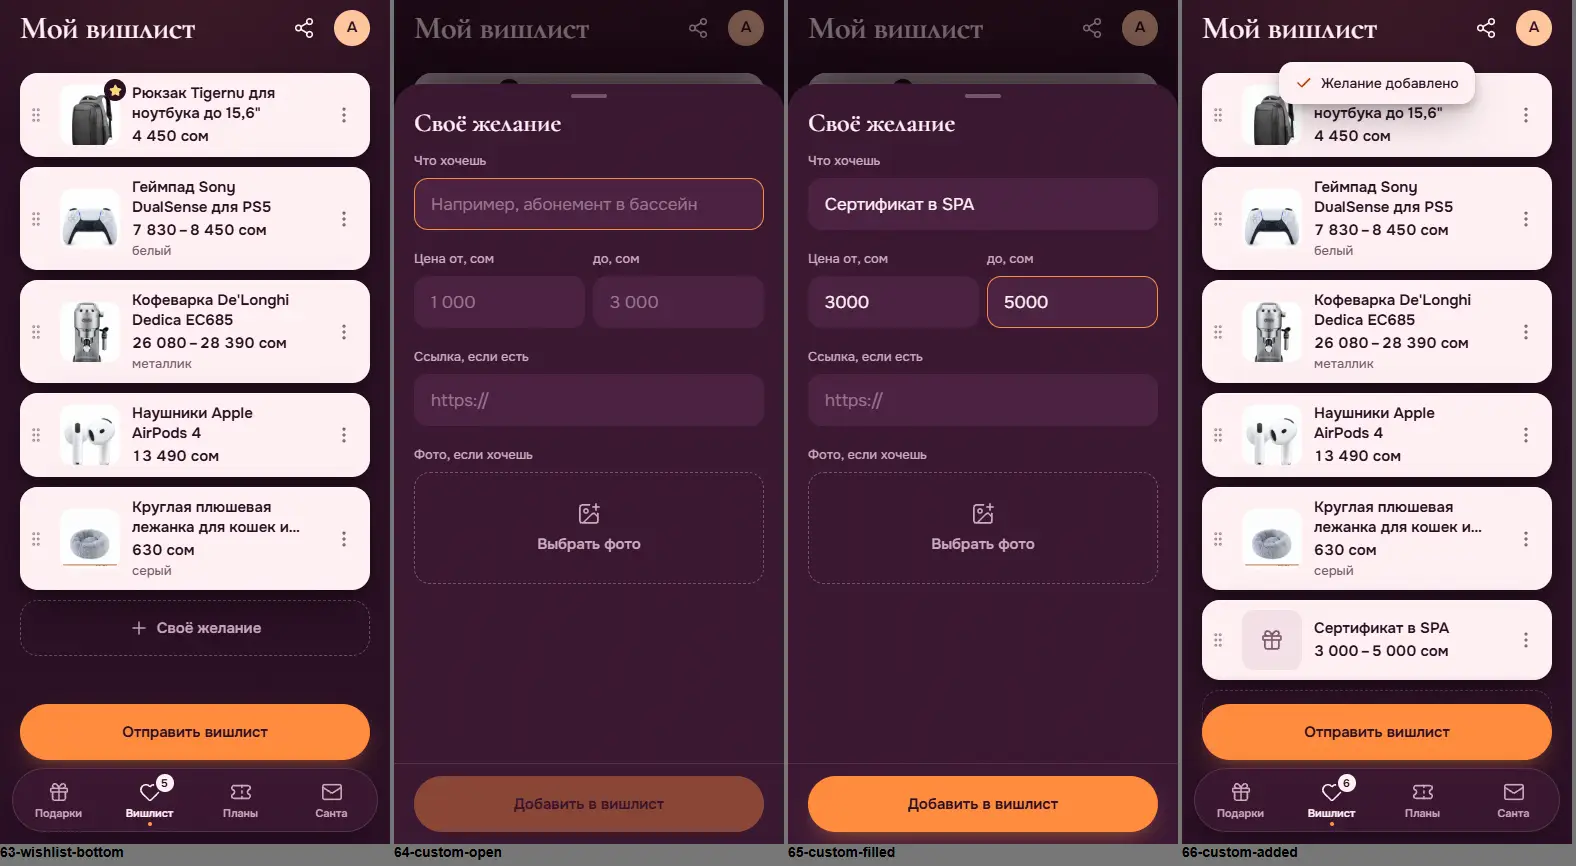 Мой вишлист
A
Рюкзак Tigernu для
ноутбука до 15,6"
4 450 сом
Геймпад Sony
DualSense для PS5
7 830 – 8 450 сом
белый
Кофеварка De'Longhi
Dedica EC685
26 080 – 28 390 сом
металлик
Наушники Apple
AirPods 4
13 490 сом
Круглая плюшевая
лежанка для кошек и...
630 сом
серый
+ Своё желание
Отправить вишлист
5
Подарки
Вишлист
Планы
Санта
63-wishlist-bottom
Мой вишлист
A
Своё желание
Что хочешь
Например, абонемент в бассейн
Цена от, сом
до, сом
1 000
3 000
Ссылка, если есть
https://
Фото, если хочешь
Выбрать фото
Добавить в вишлист
64-custom-open
Мой вишлист
A
Своё желание
Что хочешь
Сертификат в SPA
Цена от, сом
до, сом
3000
5000
Ссылка, если есть
https://
Фото, если хочешь
Выбрать фото
Добавить в вишлист
65-custom-filled
Мой вишлист
A
Желание добавлено
ноутбука до 15,6"
4 450 сом
Геймпад Sony
DualSense для PS5
7 830 – 8 450 сом
белый
Кофеварка De'Longhi
Dedica EC685
26 080 – 28 390 сом
металлик
Наушники Apple
AirPods 4
13 490 сом
Круглая плюшевая
лежанка для кошек и...
630 сом
серый
Сертификат в SPA
3 000 – 5 000 сом
Отправить вишлист
6
Подарки
Вишлист
Планы
Санта
66-custom-added